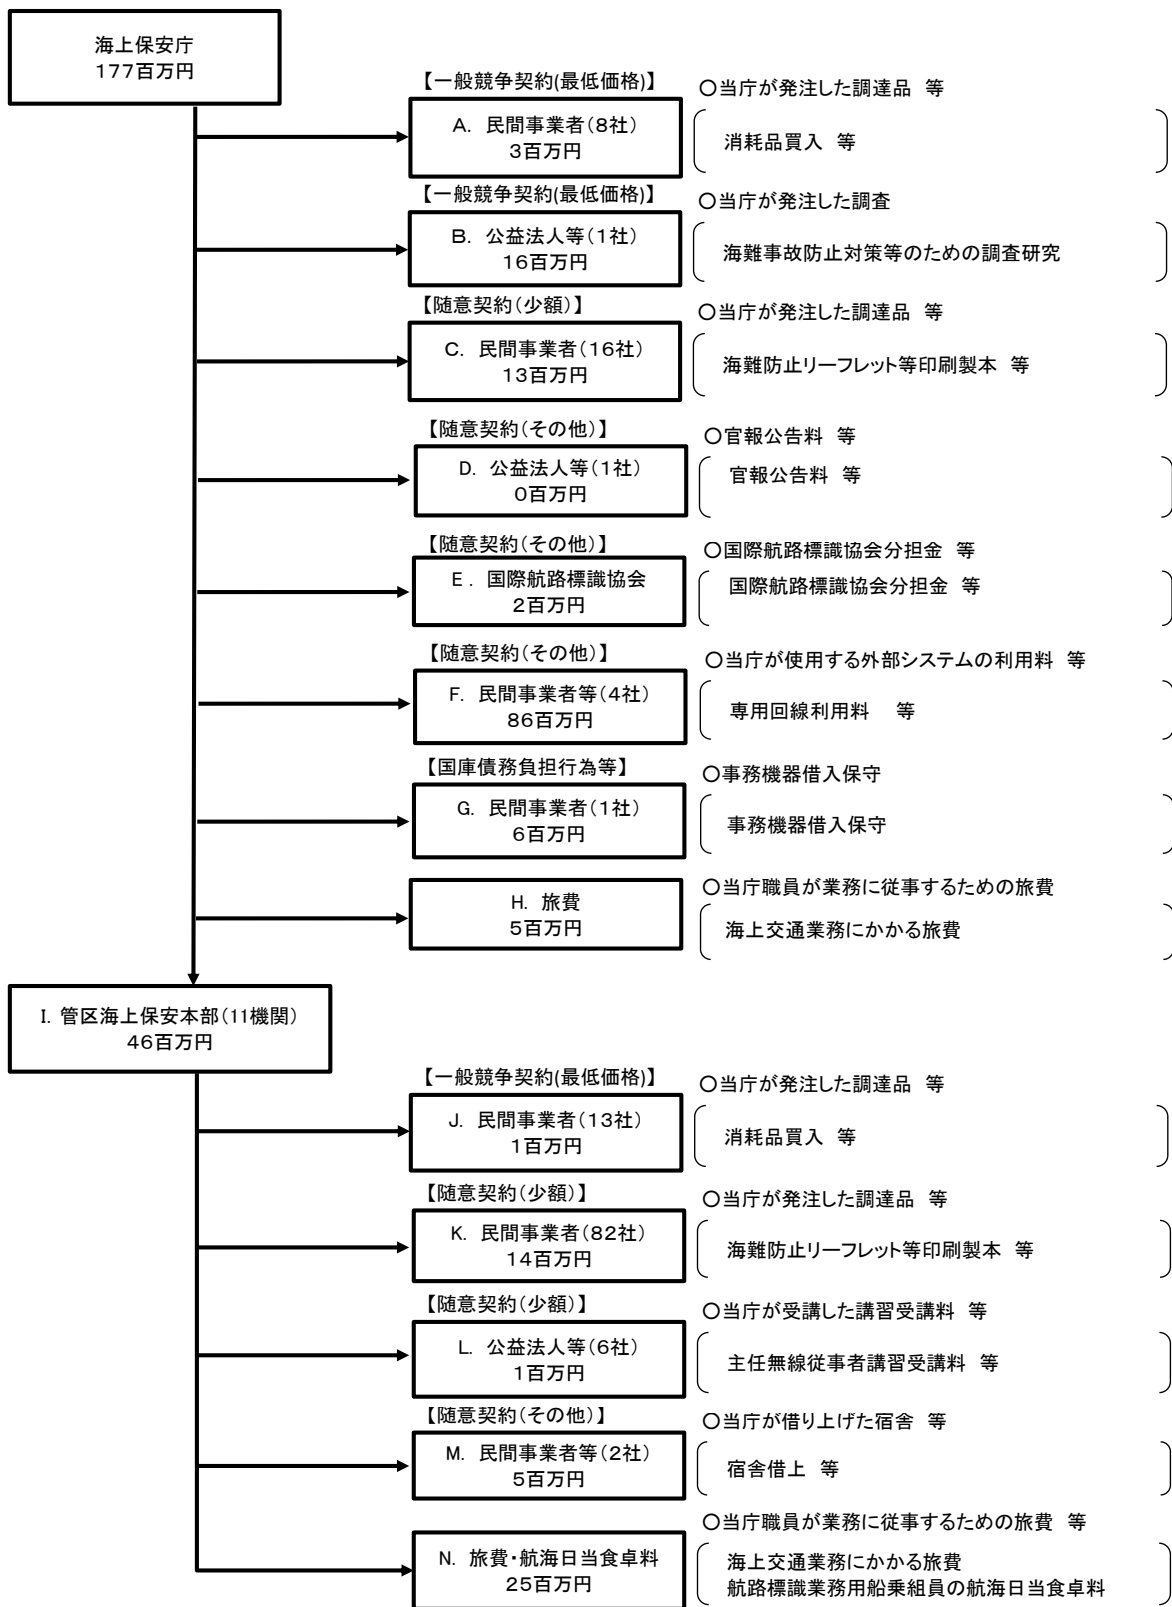 海上保安庁
177百万円
【一般競争契約(最低価格)】
○当庁が発注した調達品 等
A. 民間事業者(8社)
3百万円
消耗品買入 等
【一般競争契約(最低価格)】
○当庁が発注した調査
B. 公益法人等(1社)
16百万円
海難事故防止対策等のための調査研究
【随意契約(少額)】
○当庁が発注した調達品 等
C. 民間事業者(16社)
13百万円
海難防止リーフレット等印刷製本 等
【随意契約(その他)】
○官報公告料 等
D. 公益法人等(1社)
0百万円
官報公告料 等
【随意契約(その他)】
○国際航路標識協会分担金 等
E. 国際航路標識協会
2百万円
国際航路標識協会分担金 等
【随意契約(その他)】
○当庁が使用する外部システムの利用料 等
F. 民間事業者等(4社)
86百万円
専用回線利用料 等
【国庫債務負担行為等】
○事務機器借入保守
G. 民間事業者(1社)
6百万円
事務機器借入保守
○当庁職員が業務に従事するための旅費
H. 旅費
5百万円
海上交通業務にかかる旅費
I. 管区海上保安本部(11機関)
46百万円
【一般競争契約(最低価格)】
○当庁が発注した調達品 等
J. 民間事業者(13社)
1百万円
消耗品買入 等
【随意契約(少額)】
○当庁が発注した調達品 等
K. 民間事業者(82社)
14百万円
海難防止リーフレット等印刷製本 等
【随意契約(少額)】
○当庁が受講した講習受講料 等
L. 公益法人等(6社)
1百万円
主任無線従事者講習受講料 等
【随意契約(その他)】
○当庁が借り上げた宿舎 等
M. 民間事業者等(2社)
5百万円
宿舎借上 等
○当庁職員が業務に従事するための旅費 等
N. 旅費・航海日当食卓料
25百万円
海上交通業務にかかる旅費
航路標識業務用船乗組員の航海日当食卓料